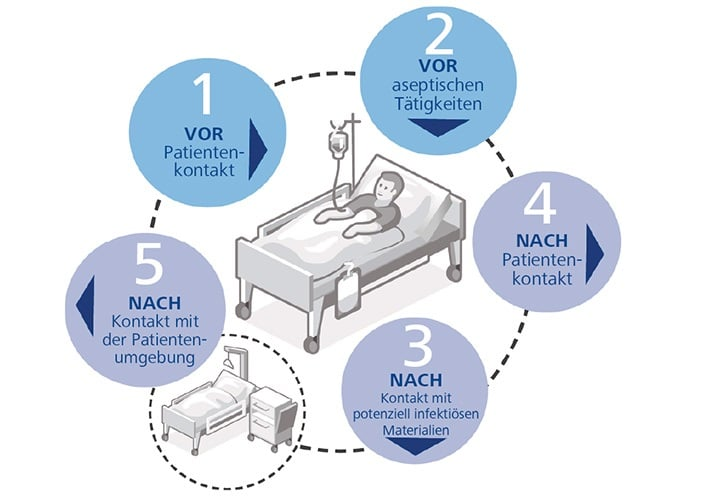 1
VOR
Patienten-
kontakt
2
VOR
aseptischen
Tätigkeiten
4
NACH
Patienten-
kontakt
5
NACH
Kontakt mit
der Patienten-
umgebung
3
NACH
Kontakt mit
potenziell infektiösen
Materialien